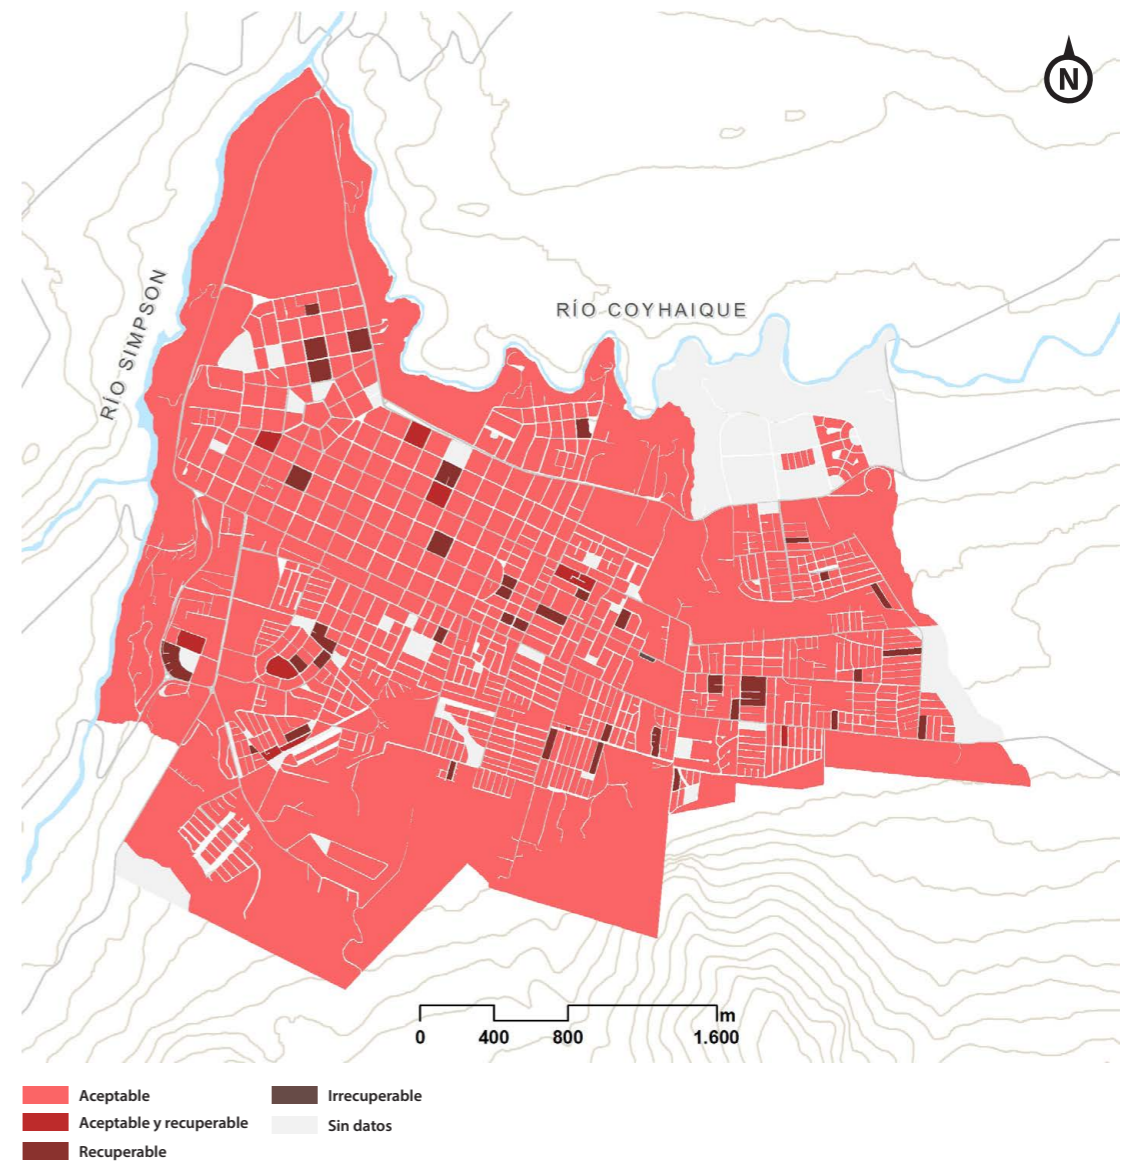 N
RÍO COYHAIQUE
RÍO SIMPSON
m
0 400 800 1.600
Aceptable
Aceptable y recuperable
Recuperable
Irrecuperable
Sin datos